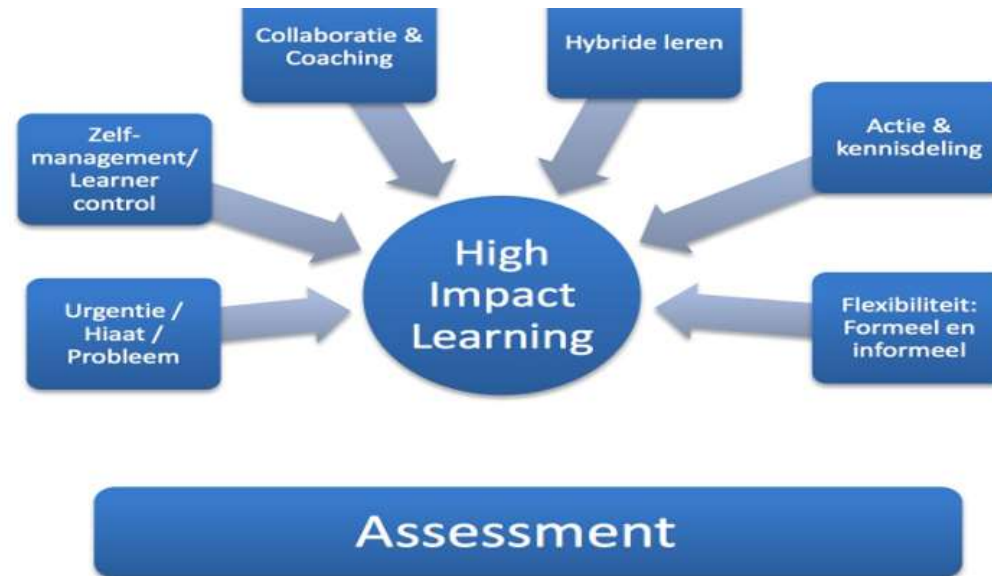 Collaboratie &
Coaching
Hybride leren
Zelf-
management/
Learner
control
Actie &
kennisdeling
High
Impact
Learning
Urgentie /
Hiaat /
Probleem
Flexibiliteit:
Formeel en
informeel
Assessment